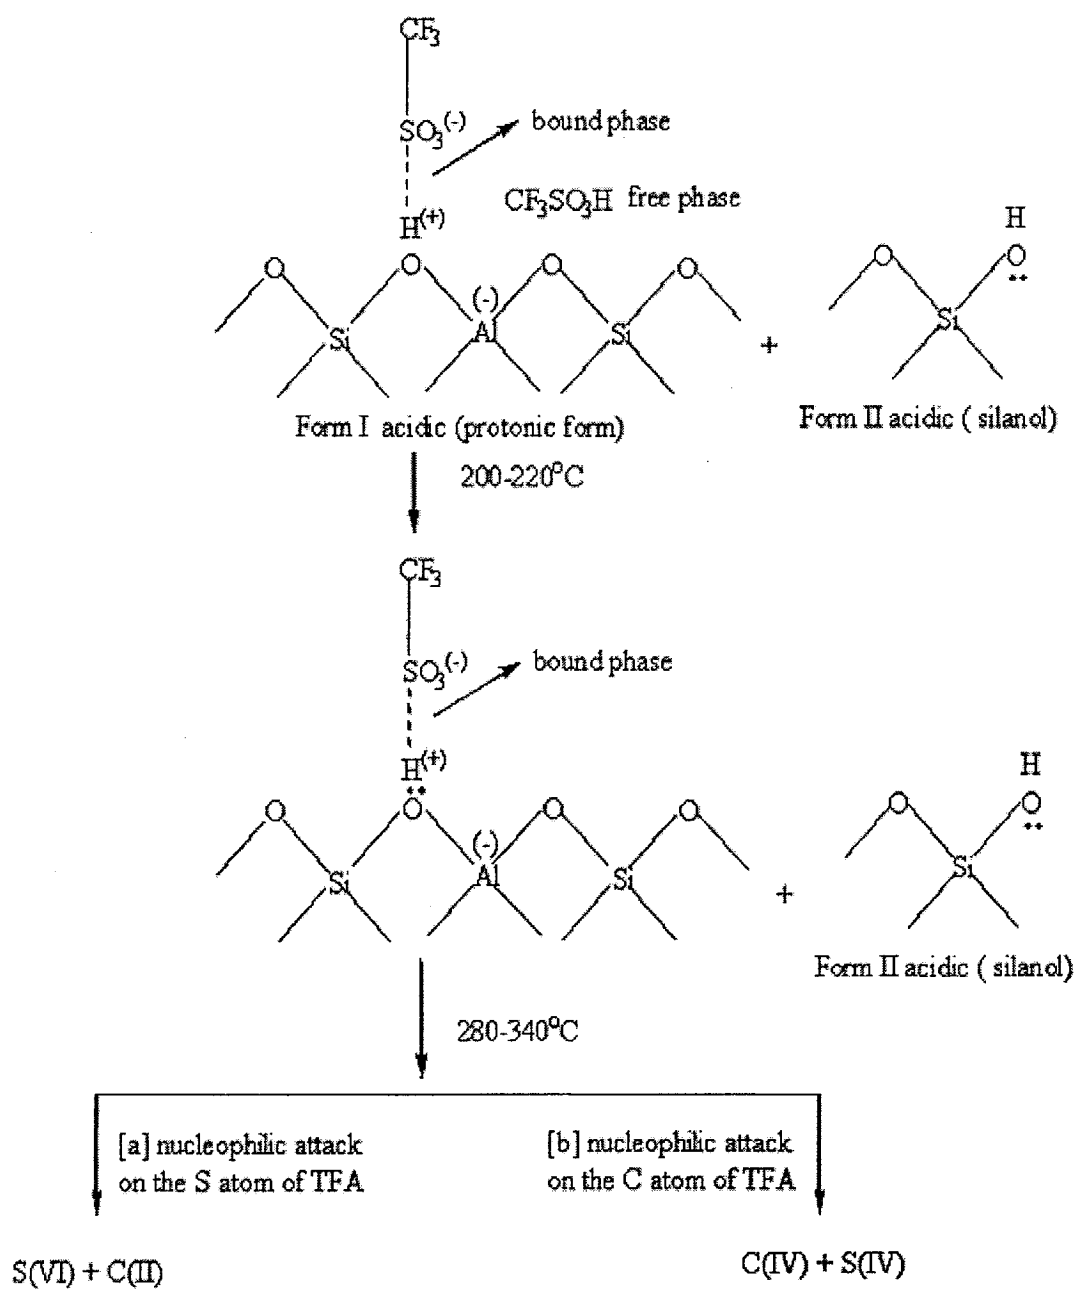 CF₃
SO₃(-)
bound phase
CF₃SO₃H free phase
H(+)
H
O O O O O O
(-)
Si Al Si + Si
Form I acidic (protonic form)
Form II acidic ( silanol)
200-220°C
CF₃
SO₃(-)
bound phase
H(+)
H
O O O O O O
(-)
Si Al Si + Si
Form II acidic ( silanol)
280-340°C
[a] nucleophilic attack
on the S atom of TFA
[b] nucleophilic attack
on the C atom of TFA
S(VI) + C(II)
C(IV) + S(IV)